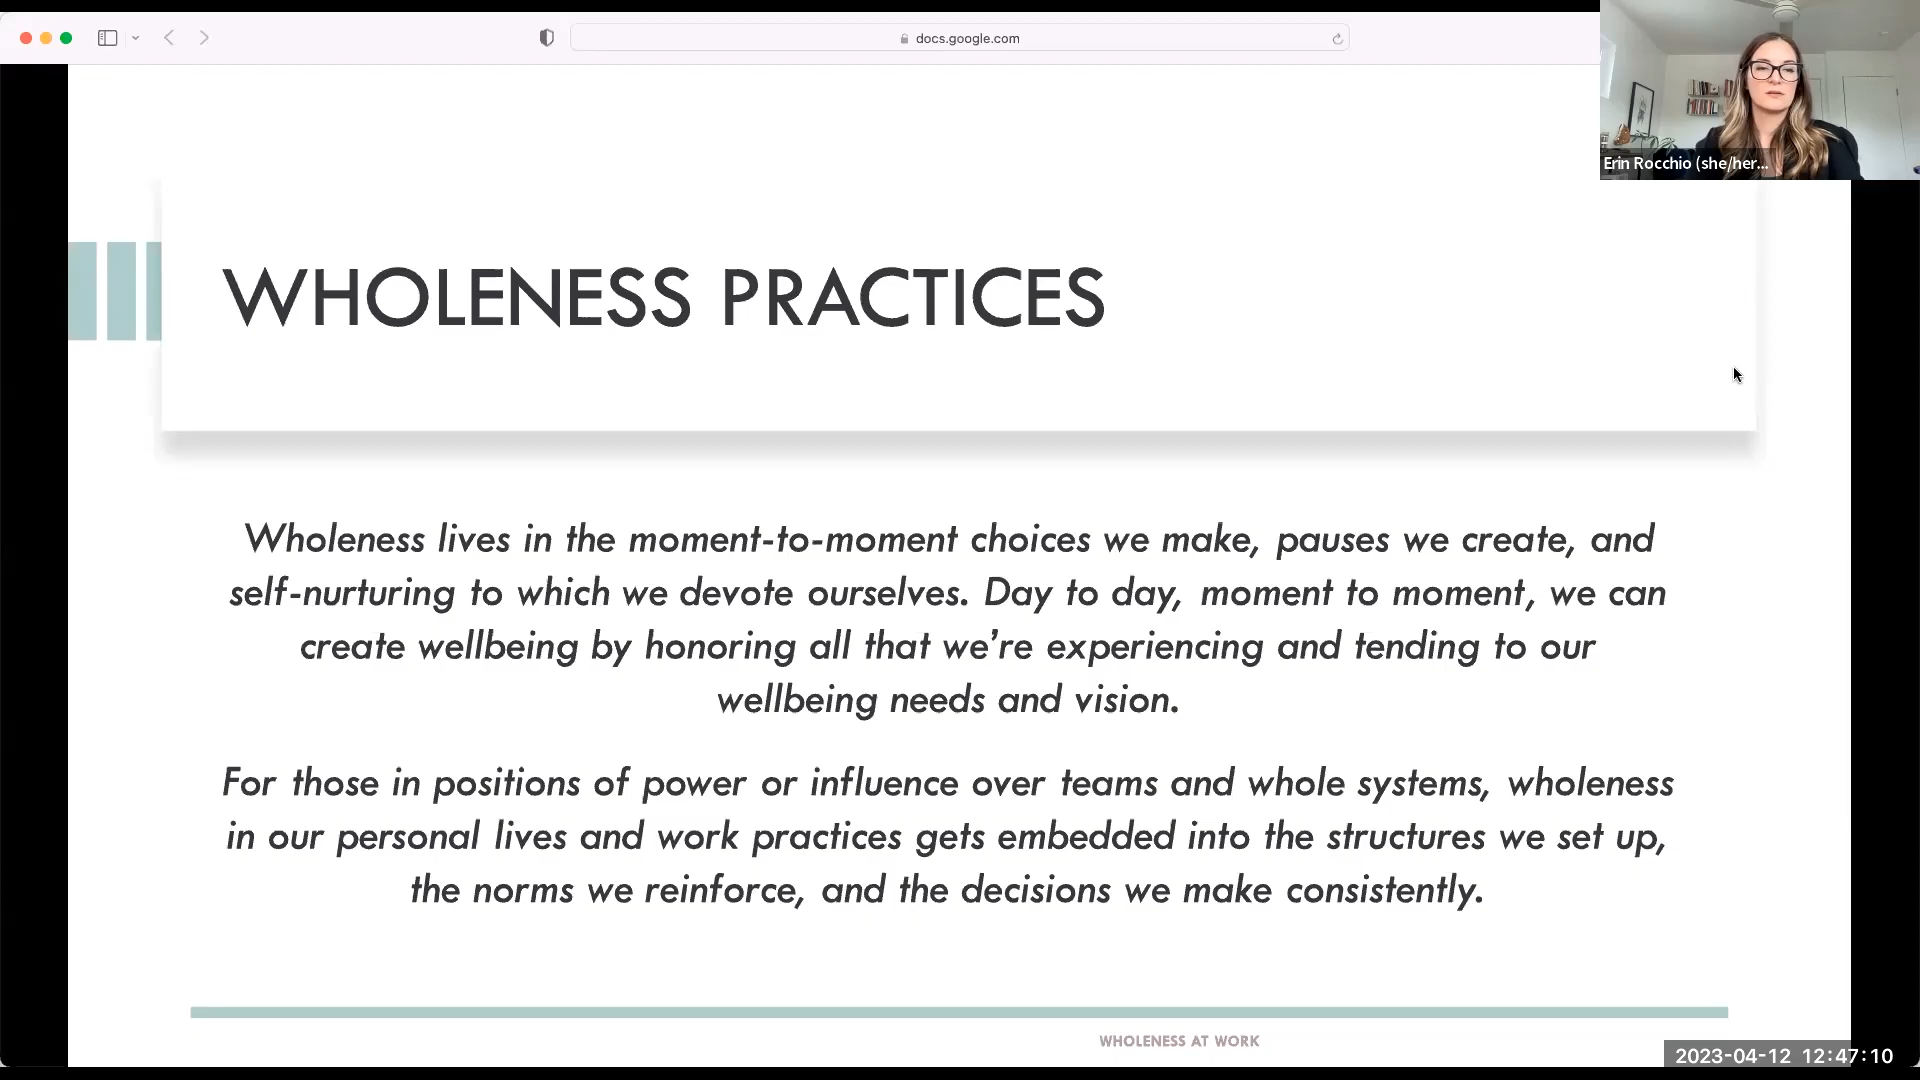 docs.google.com
Erin Rocchio (she/her...
WHOLENESS PRACTICES
Wholeness lives in the moment-to-moment choices we make, pauses we create, and
self-nurturing to which we devote ourselves. Day to day, moment to moment, we can
create wellbeing by honoring all that we’re experiencing and tending to our
wellbeing needs and vision.
For those in positions of power or influence over teams and whole systems, wholeness
in our personal lives and work practices gets embedded into the structures we set up,
the norms we reinforce, and the decisions we make consistently.
WHOLENESS AT WORK
2023-04-12 12:47:10